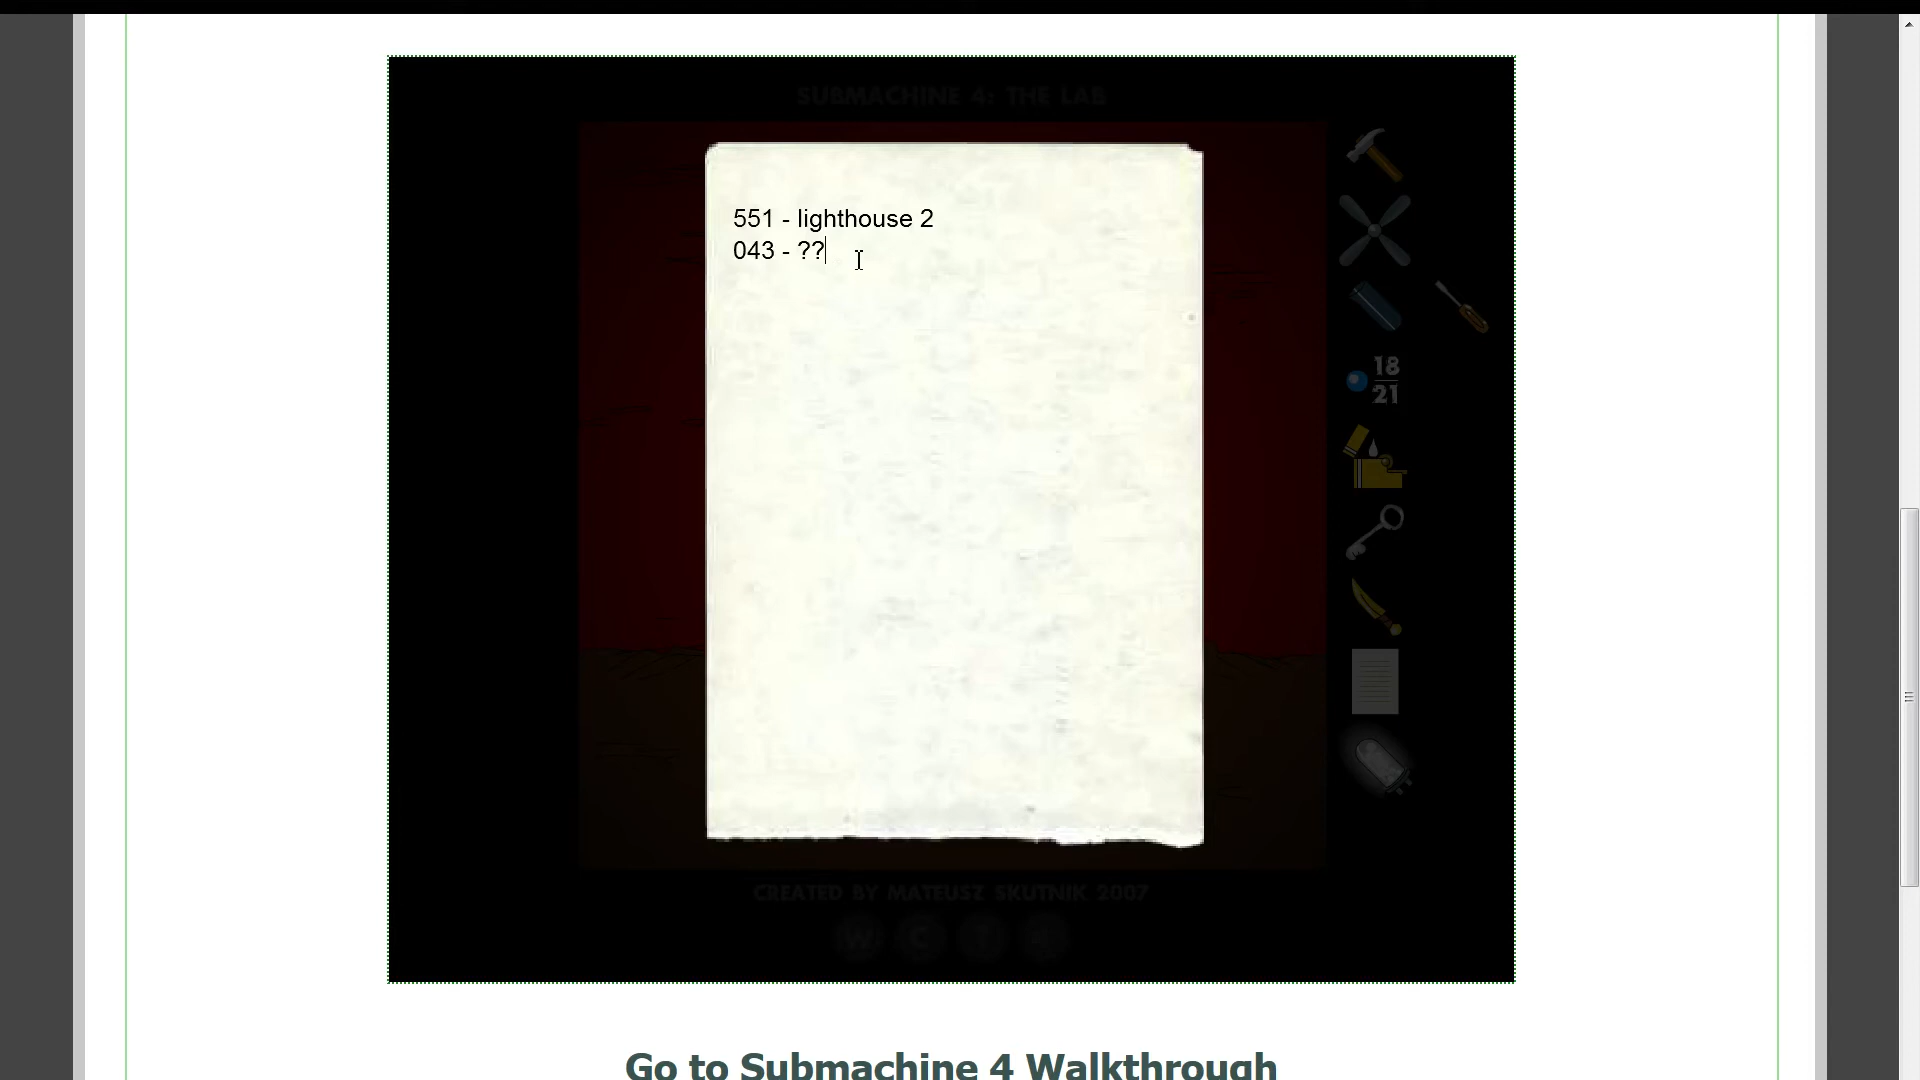 SUBMACHINE 4: THE LAB
551 - lighthouse 2
043 - ??
18
21
CREATED BY MATEUSZ SKUTNIK 2007
W C T
Go to Submachine 4 Walkthrough